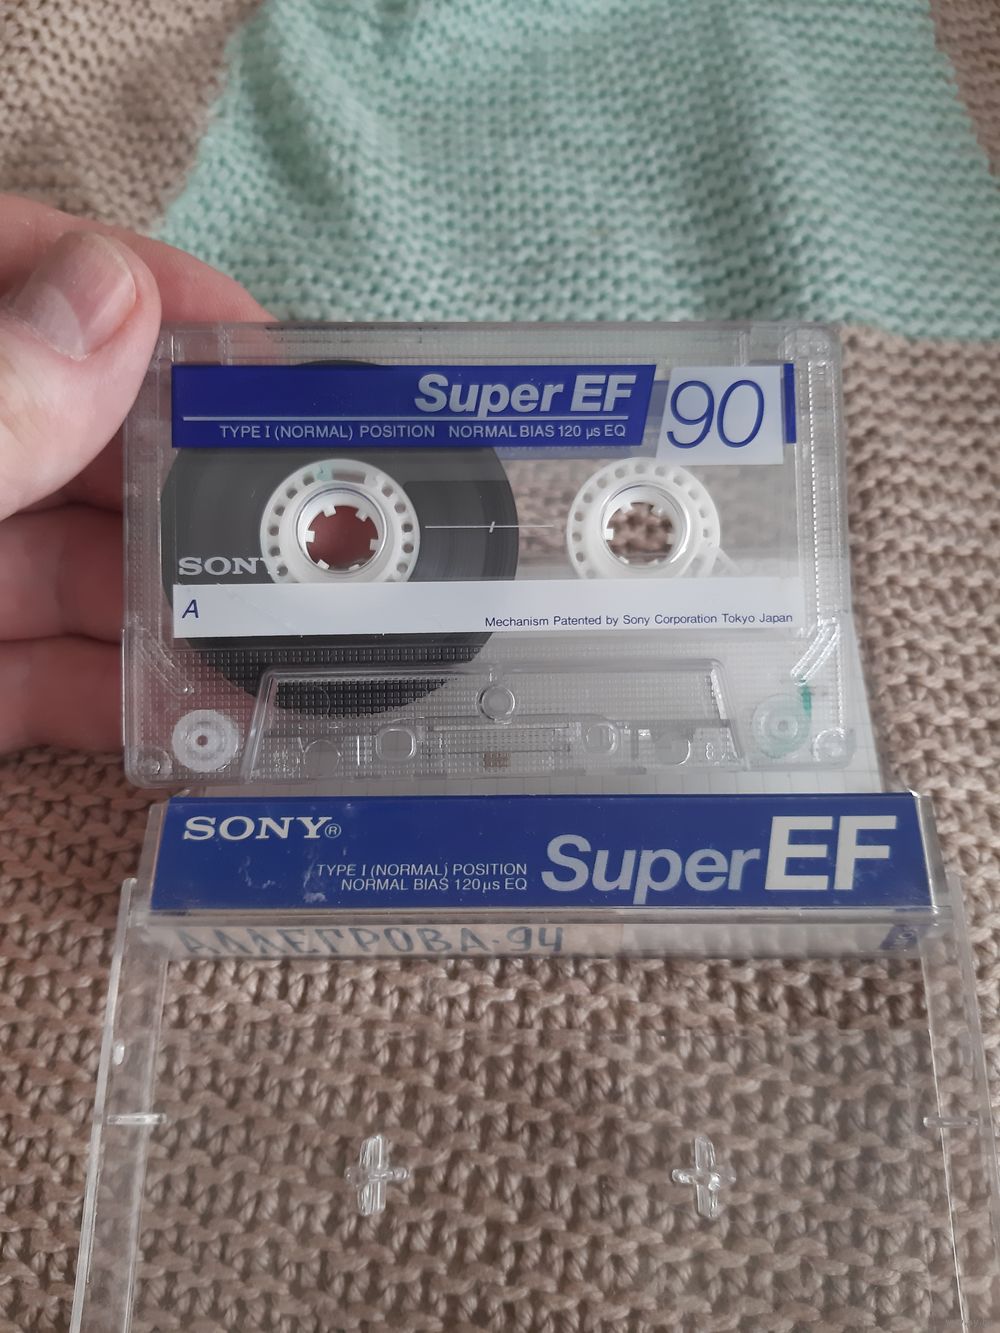 Super EF
90
TYPE I (NORMAL) POSITION NORMAL BIAS 120 µs EQ
SONY
A
Mechanism Patented by Sony Corporation Tokyo Japan
SONY®
TYPE I (NORMAL) POSITION
NORMAL BIAS 120 µs EQ
Super EF
АЛЛЕГРОВА-94